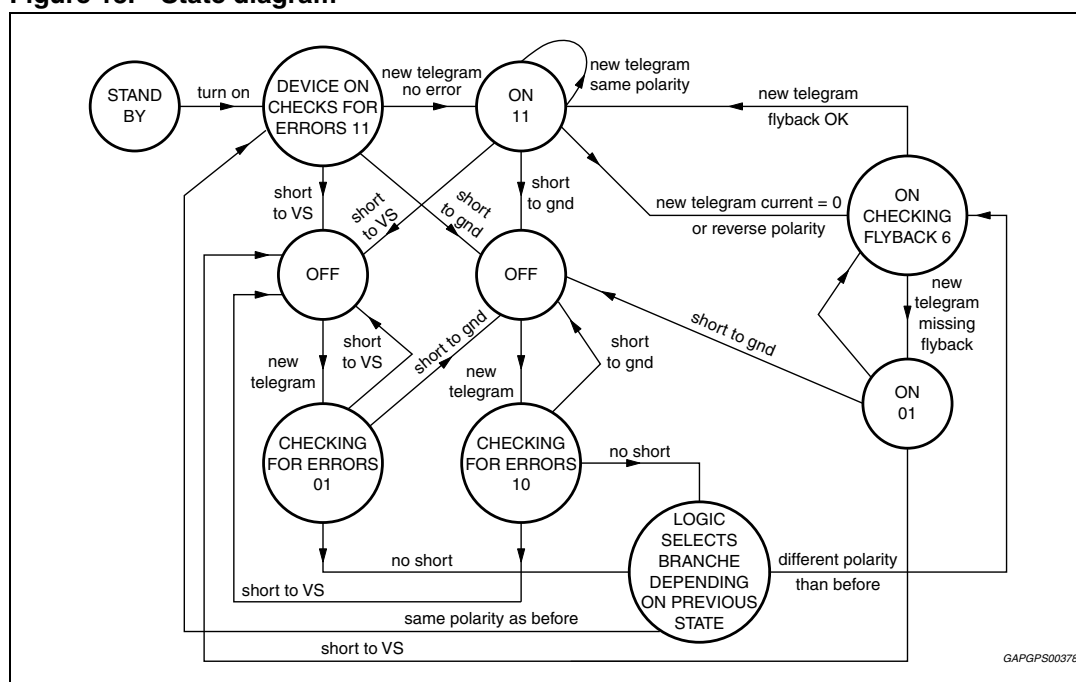 Figure 18. State diagram
STAND
BY
turn on
DEVICE ON
CHECKS FOR
ERRORS 11
new telegram
no error
ON
11
new telegram
same polarity
new telegram
flyback OK
short
to VS
short
to VS
short
to gnd
short
to gnd
new telegram current = 0
or reverse polarity
ON
CHECKING
FLYBACK 6
OFF
OFF
new
telegram
missing
flyback
short to gnd
short
to VS
short to gnd
short
to gnd
new
telegram
new
telegram
ON
01
CHECKING
FOR ERRORS
01
CHECKING
FOR ERRORS
10
no short
LOGIC
SELECTS
BRANCHE
DEPENDING
ON PREVIOUS
STATE
no short
different polarity
than before
short to VS
same polarity as before
short to VS
GAPGPS00378